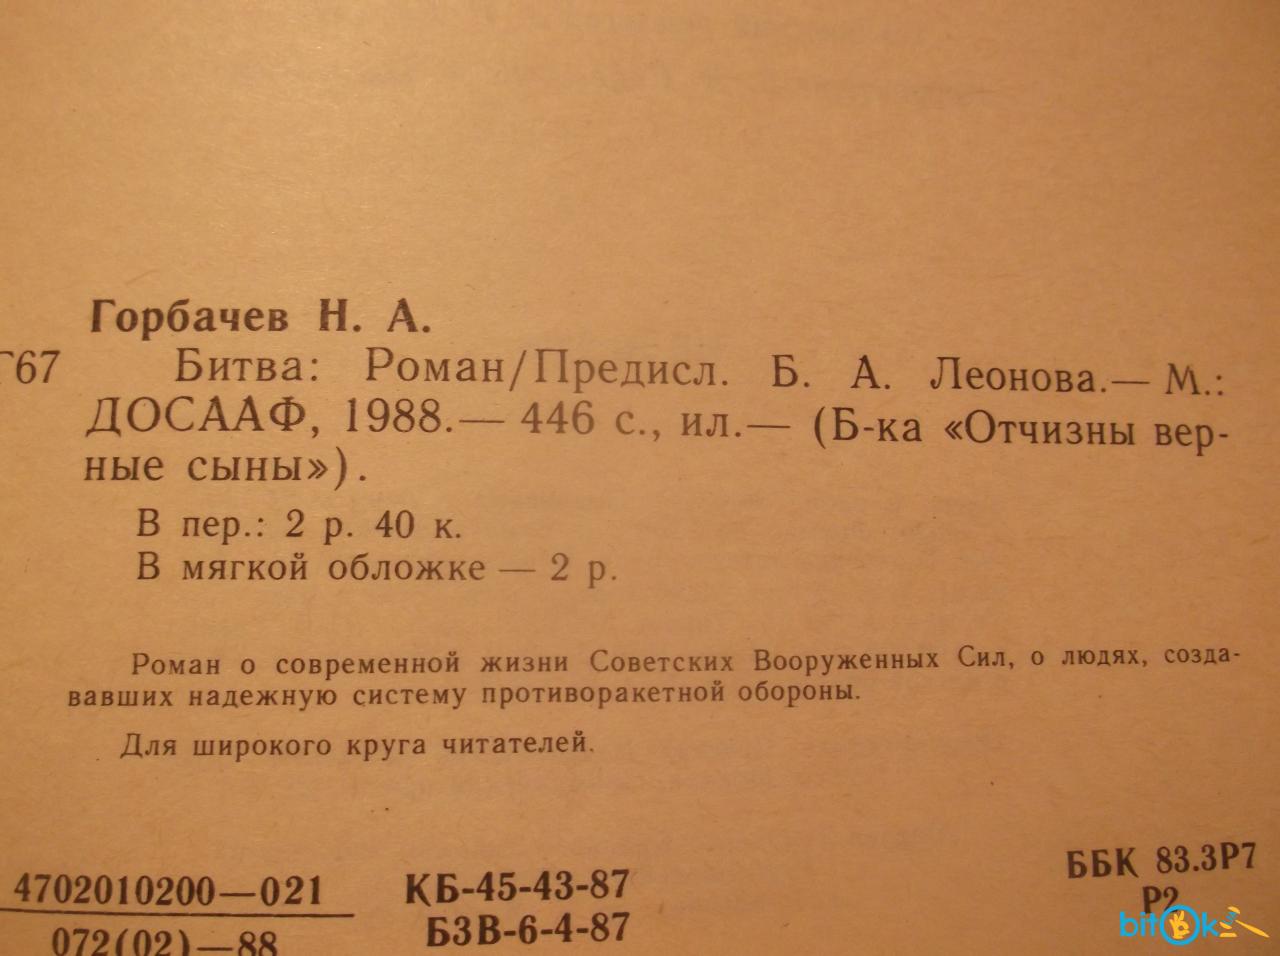 Горбачев Н. А.
Г67 Битва: Роман/Предисл. Б. А. Леонова.— М.:
ДОСААФ, 1988.— 446 с., ил.— (Б-ка «Отчизны вер-
ные сыны»).
В пер.: 2 р. 40 к.
В мягкой обложке — 2 р.
Роман о современной жизни Советских Вооруженных Сил, о людях, созда-
вавших надежную систему противоракетной обороны.
Для широкого круга читателей.
4702010200—021
072(02)—88
КБ-45-43-87
БЗВ-6-4-87
ББК 83.3Р7
Р2
bitok